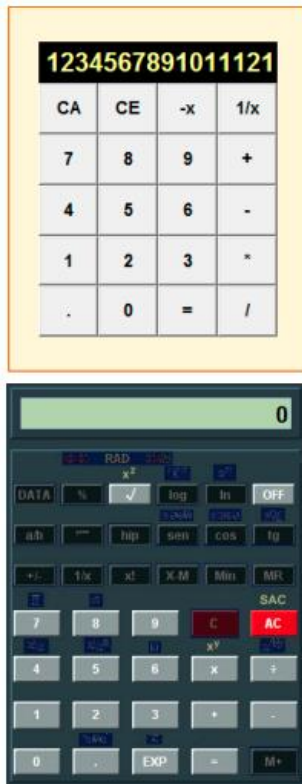 1234567891011121
CA CE -x 1/x
7 8 9 +
4 5 6 -
1 2 3 *
. 0 = /
0
RAD
x²
DATA % √ log ln OFF
a/b hip sen cos tg
+/- 1/x x! X-M Min MR
SAC
7 8 9 C AC
xʸ
4 5 6 x ÷
1 2 3 + -
0 . EXP = M+